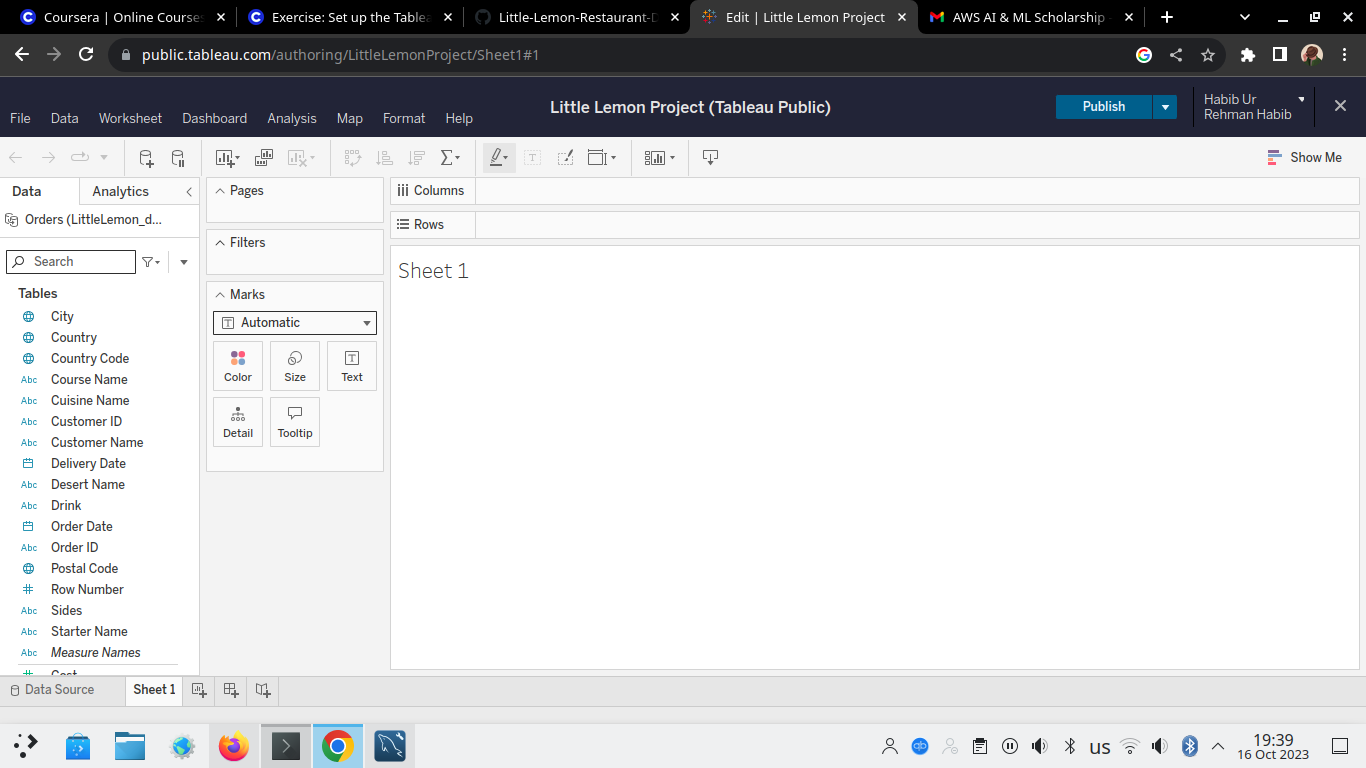 Coursera | Online Courses
Exercise: Set up the Tablea
Little-Lemon-Restaurant-D
Edit | Little Lemon Project
AWS AI & ML Scholarship
public.tableau.com/authoring/LittleLemonProject/Sheet1#1
Little Lemon Project (Tableau Public)
Publish
Habib Ur
Rehman Habib
File Data Worksheet Dashboard Analysis Map Format Help
Show Me
Data Analytics
Orders (LittleLemon_d...
Search
Tables
City
Country
Country Code
Abc Course Name
Abc Cuisine Name
Abc Customer ID
Abc Customer Name
Delivery Date
Abc Desert Name
Abc Drink
Order Date
Abc Order ID
Postal Code
# Row Number
Abc Sides
Abc Starter Name
Abc Measure Names
# Cost
Pages
Filters
Marks
Automatic
Color Size Text
Detail Tooltip
Columns
Rows
Sheet 1
Data Source
Sheet 1
us
19:39
16 Oct 2023